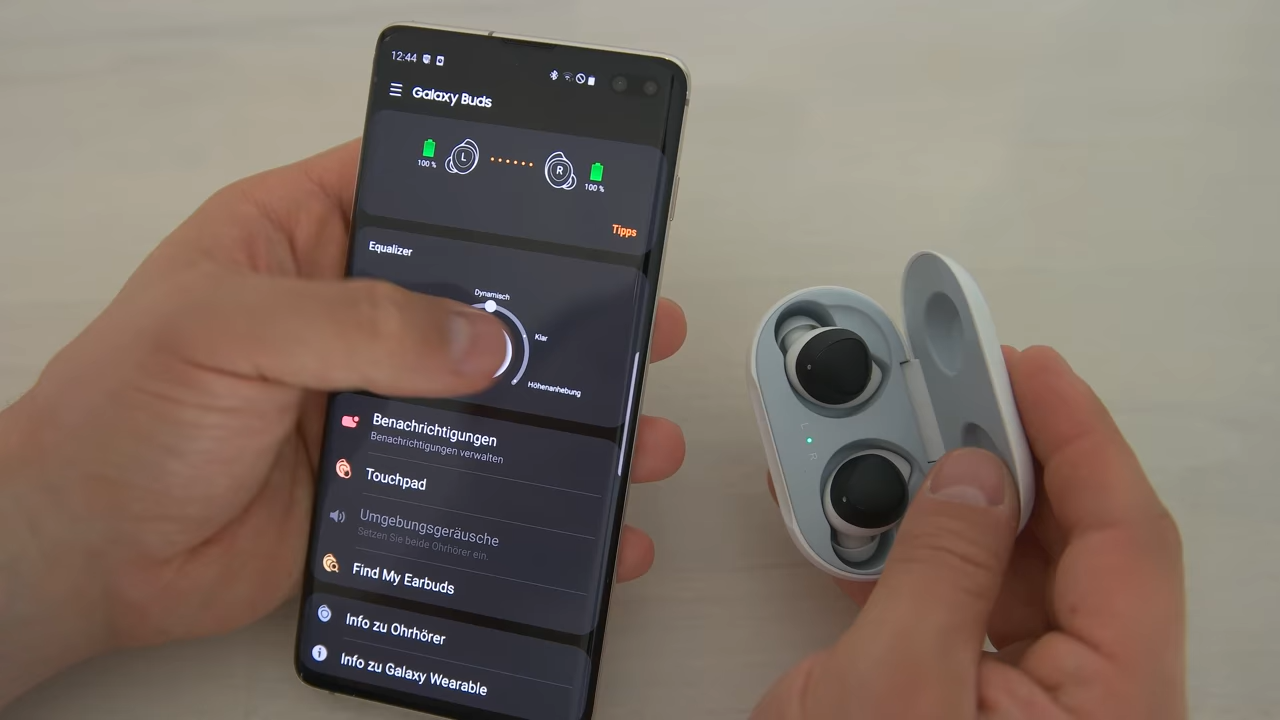 12:44
Galaxy Buds
L
R
100 %
100 %
Tipps
Equalizer
Dynamisch
Klar
Höhenanhebung
Benachrichtigungen
Benachrichtigungen verwalten
Touchpad
Umgebungsgeräusche
Setzen Sie beide Ohrhörer ein.
Find My Earbuds
Info zu Ohrhörer
Info zu Galaxy Wearable
L
R